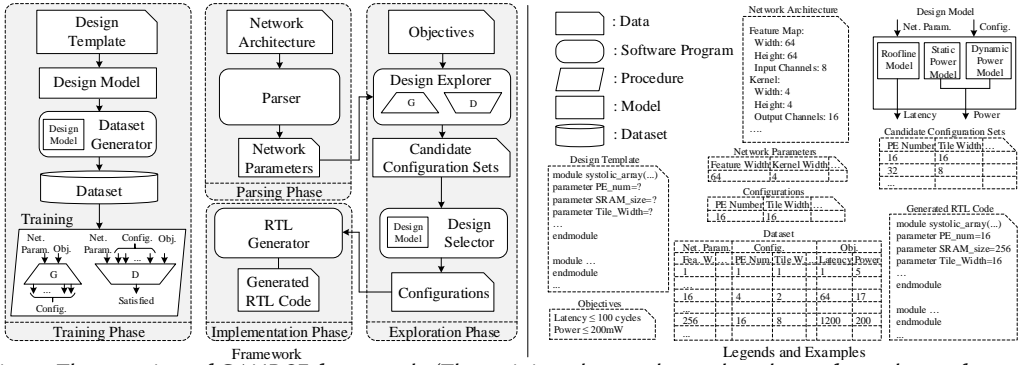 Design
Template
Design Model
Design
Model
Dataset
Generator
Dataset
Training
Net.
Param.
Obj.
G
...
Config.
Net.
Param.
Config.
Obj.
...
D
Satisfied
Training Phase
Network
Architecture
Parser
Network
Parameters
Parsing Phase
RTL
Generator
Generated
RTL Code
Implementation Phase
Objectives
Design Explorer
G
D
Candidate
Configuration Sets
Design
Model
Design
Selector
Configurations
Exploration Phase
Framework
: Data
: Software Program
: Procedure
: Model
: Dataset
Network Architecture
Feature Map:
Width: 64
Height: 64
Input Channels: 8
Kernel:
Width: 4
Height: 4
Output Channels: 16
....
Design Model
Net. Param.
Config.
Roofline
Model
Static
Power
Model
Dynamic
Power
Model
Latency
Power
Candidate Configuration Sets
PE Number Tile Width ...
16 16
32 8
...
Design Template
module systolic_array(...)
parameter PE_num=?
parameter SRAM_size=?
parameter Tile_Width=?
...
endmodule
module ...
endmodule
...
Network Parameters
Feature Width Kernel Width ...
64 4
Configurations
PE Number Tile Width ...
16 16
Dataset
Net. Param. Config. Obj.
Fea. W ... PE Num Tile W ... Latency Power
1 1 1 1 5
...
16 4 2 64 17
...
256 16 8 1200 200
Generated RTL Code
module systolic_array(...)
parameter PE_num=16
parameter SRAM_size=256
parameter Tile_Width=16
...
endmodule
module ...
endmodule
...
Objectives
Latency ≤ 100 cycles
Power ≤ 200mW
Legends and Examples